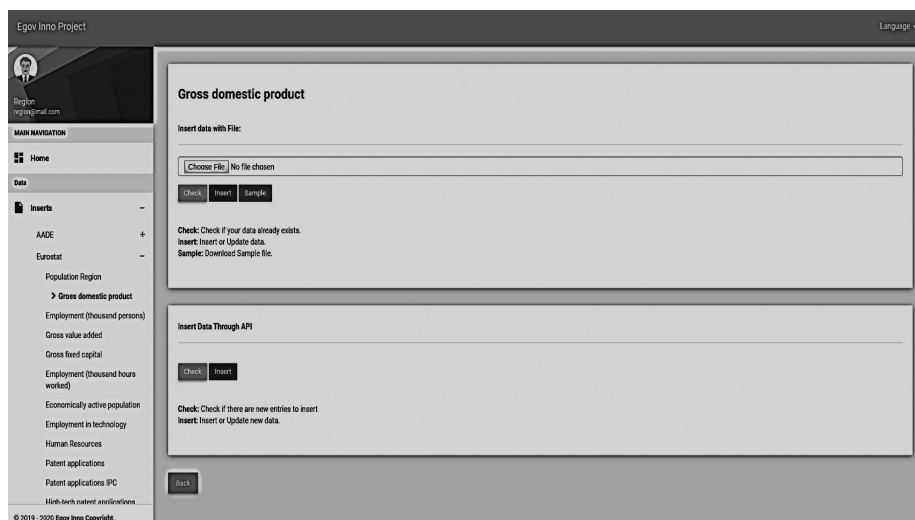 Egov Inno Project
Language
Region
region@mail.com
MAIN NAVIGATION
Home
Data
Inserts
AADE
Eurostat
Population Region
Gross domestic product
Employment (thousand persons)
Gross value added
Gross fixed capital
Employment (thousand hours
worked)
Economically active population
Employment in technology
Human Resources
Patent applications
Patent applications IPC
High-tech patent applications
© 2019 - 2020 Egov Inno Copyright.
Gross domestic product
Insert data with File:
Choose File No file chosen
Check Insert Sample
Check: Check if your data already exists.
Insert: Insert or Update data.
Sample: Download Sample file.
Insert Data Through API
Check Insert
Check: Check if there are new entries to insert
Insert: Insert or Update new data.
Back